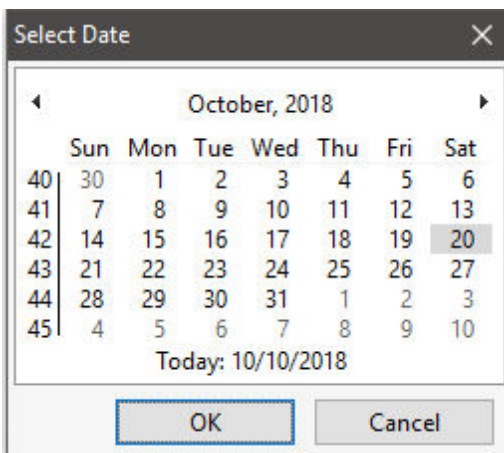 Select Date
October, 2018
Sun Mon Tue Wed Thu Fri Sat
40 30 1 2 3 4 5 6
41 7 8 9 10 11 12 13
42 14 15 16 17 18 19 20
43 21 22 23 24 25 26 27
44 28 29 30 31 1 2 3
45 4 5 6 7 8 9 10
Today: 10/10/2018
OK Cancel